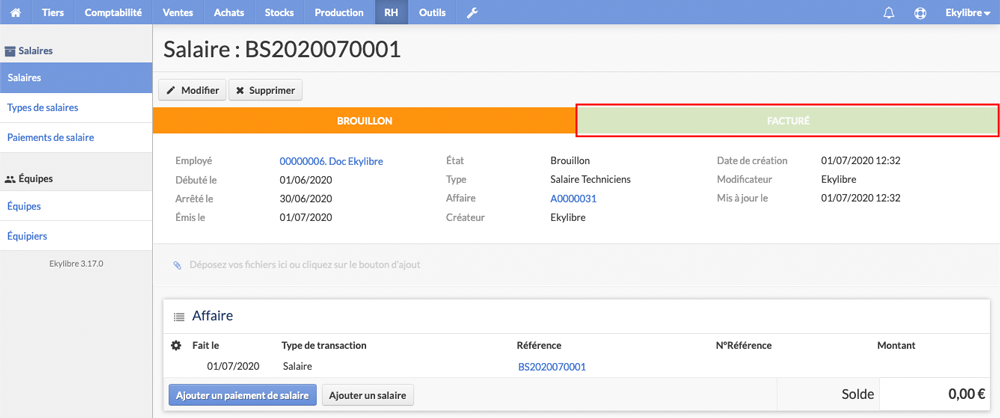 Tiers Comptabilité Ventes Achats Stocks Production RH Outils Ekylibre
Salaires
Salaires
Types de salaires
Paiements de salaire
Équipes
Équipes
Équipiers
Ekylibre 3.17.0
Salaire : BS2020070001
Modifier Supprimer
BROUILLON FACTURÉ
Employé 00000006. Doc Ekylibre État Brouillon Date de création 01/07/2020 12:32
Débuté le 01/06/2020 Type Salaire Techniciens Modificateur Ekylibre
Arrêté le 30/06/2020 Affaire A0000031 Mis à jour le 01/07/2020 12:32
Émis le 01/07/2020 Créateur Ekylibre
Déposez vos fichiers ici ou cliquez sur le bouton d'ajout
Affaire
Fait le Type de transaction Référence N°Référence Montant
01/07/2020 Salaire BS2020070001
Ajouter un paiement de salaire Ajouter un salaire Solde 0,00 €